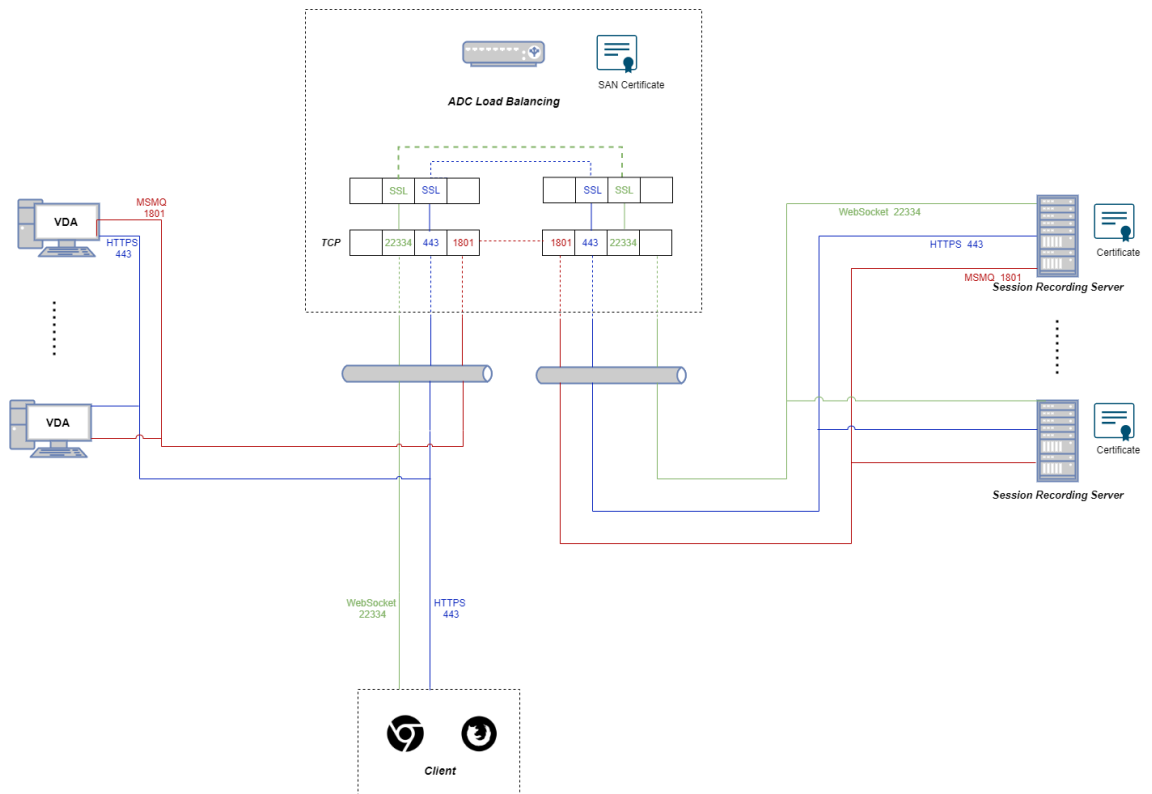 SAN Certificate
ADC Load Balancing
SSL
SSL
SSL
SSL
TCP
22334
443
1801
1801
443
22334
MSMQ
1801
VDA
HTTPS
443
VDA
WebSocket 22334
HTTPS 443
MSMQ 1801
Certificate
Session Recording Server
Certificate
Session Recording Server
WebSocket
22334
HTTPS
443
Client